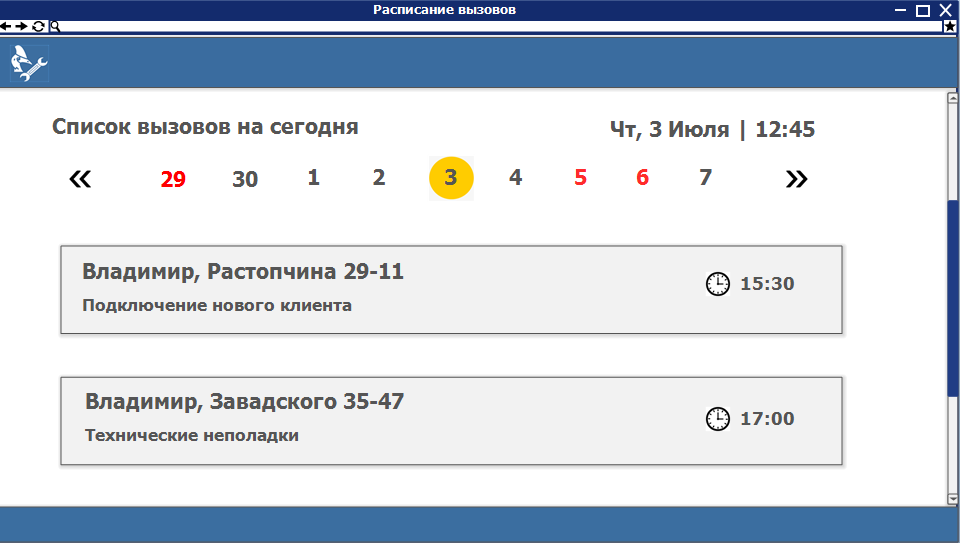 Расписание вызовов
Список вызовов на сегодня
Чт, 3 Июля | 12:45
« 29 30 1 2 3 4 5 6 7 »
Владимир, Растопчина 29-11
15:30
Подключение нового клиента
Владимир, Завадского 35-47
17:00
Технические неполадки